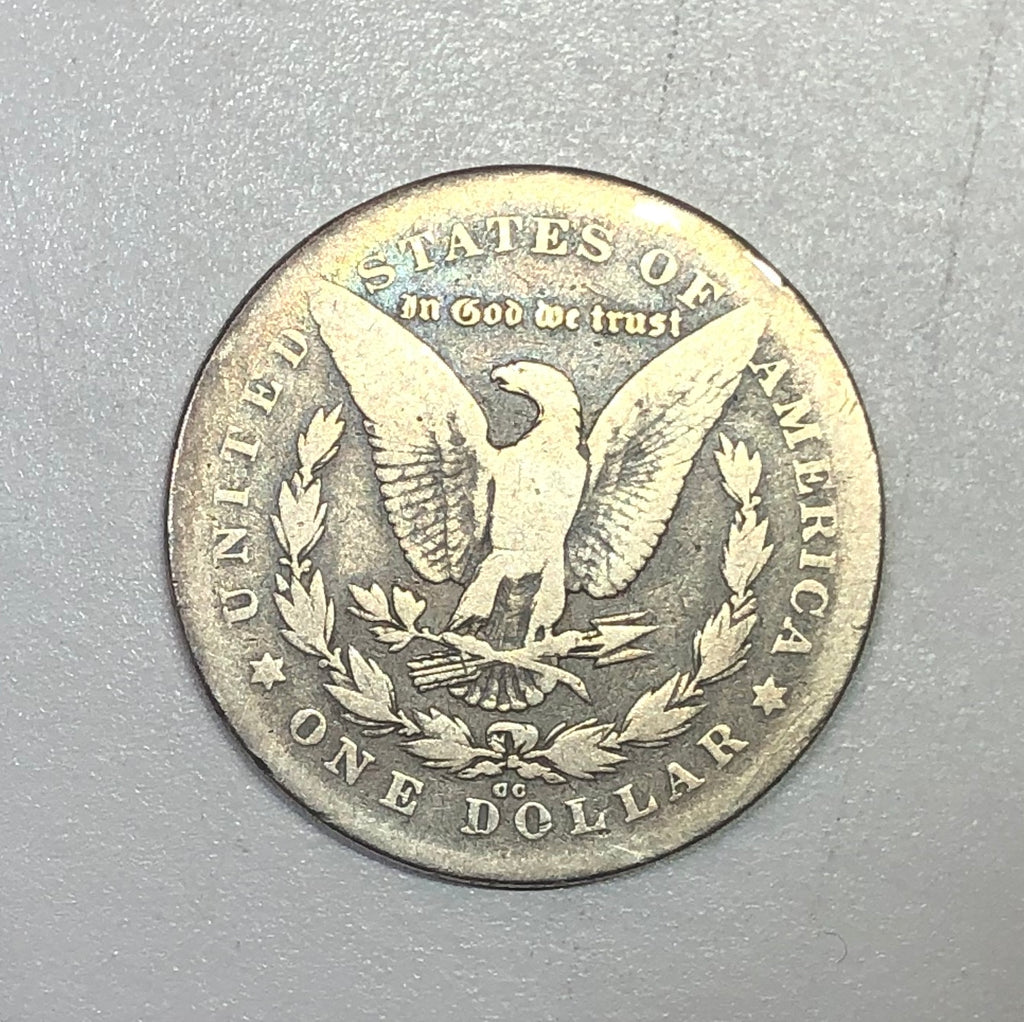 UNITED STATES OF AMERICA
In God we trust
CC
ONE DOLLAR